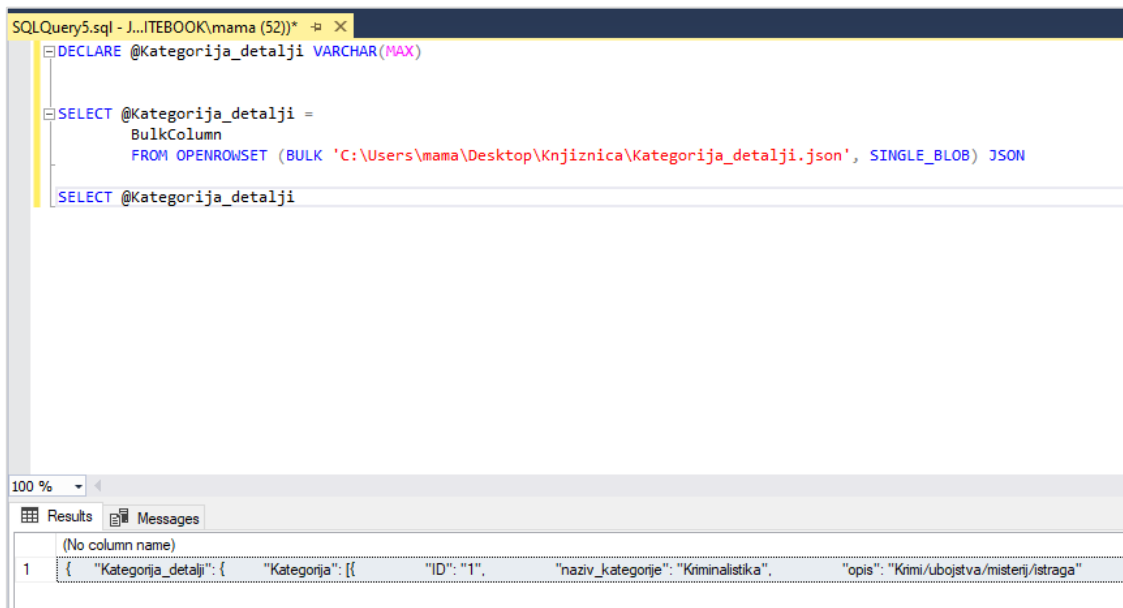 SQLQuery5.sql - J...ITEBOOK\mama (52))*
DECLARE @Kategorija_detalji VARCHAR(MAX)
SELECT @Kategorija_detalji =
BulkColumn
FROM OPENROWSET (BULK 'C:\Users\mama\Desktop\Knjiznica\Kategorija_detalji.json', SINGLE_BLOB) JSON
SELECT @Kategorija_detalji
100 %
Results Messages
(No column name)
1 { "Kategorija_detalji": { "Kategorija": [{ "ID": "1", "naziv_kategorije": "Kriminalistika", "opis": "Krimi/ubojstva/misterij/istraga"